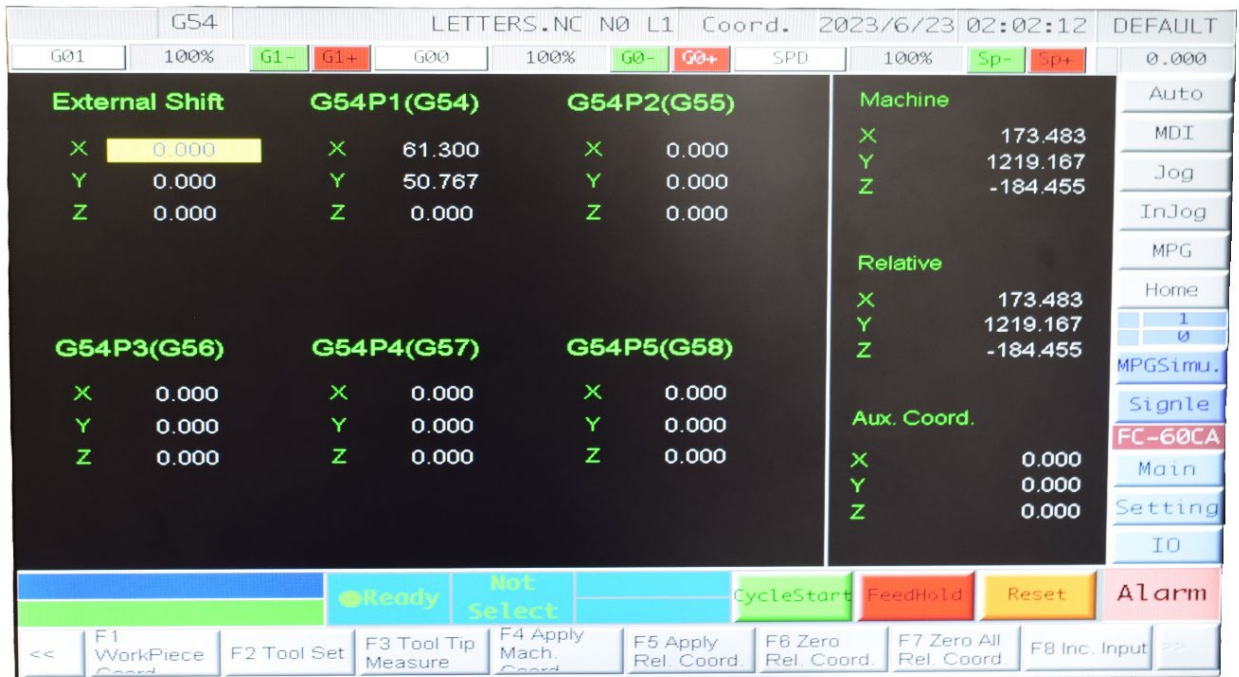 G54 LETTERS.NC N0 L1 Coord. 2023/6/23 02:02:12 DEFAULT
G01 100% G1- G1+ G00 100% G0- G0+ SPD 100% Sp- Sp+ 0.000
External Shift G54P1(G54) G54P2(G55)
X 0.000 X 61.300 X 0.000
Y 0.000 Y 50.767 Y 0.000
Z 0.000 Z 0.000 Z 0.000
G54P3(G56) G54P4(G57) G54P5(G58)
X 0.000 X 0.000 X 0.000
Y 0.000 Y 0.000 Y 0.000
Z 0.000 Z 0.000 Z 0.000
Machine
X 173.483
Y 1219.167
Z -184.455
Relative
X 173.483
Y 1219.167
Z -184.455
Aux. Coord.
X 0.000
Y 0.000
Z 0.000
Auto
MDI
Jog
InJog
MPG
Home
1
0
MPGSimu.
Signle
FC-60CA
Main
Setting
IO
Ready Not CycleStart FeedHold Reset Alarm
Select
<< F1 F2 Tool Set F3 Tool Tip F4 Apply F5 Apply F6 Zero F7 Zero All F8 Inc. Input >>
WorkPiece Measure Mach. Rel. Coord. Rel. Coord. Rel. Coord.
Coord. Coord.